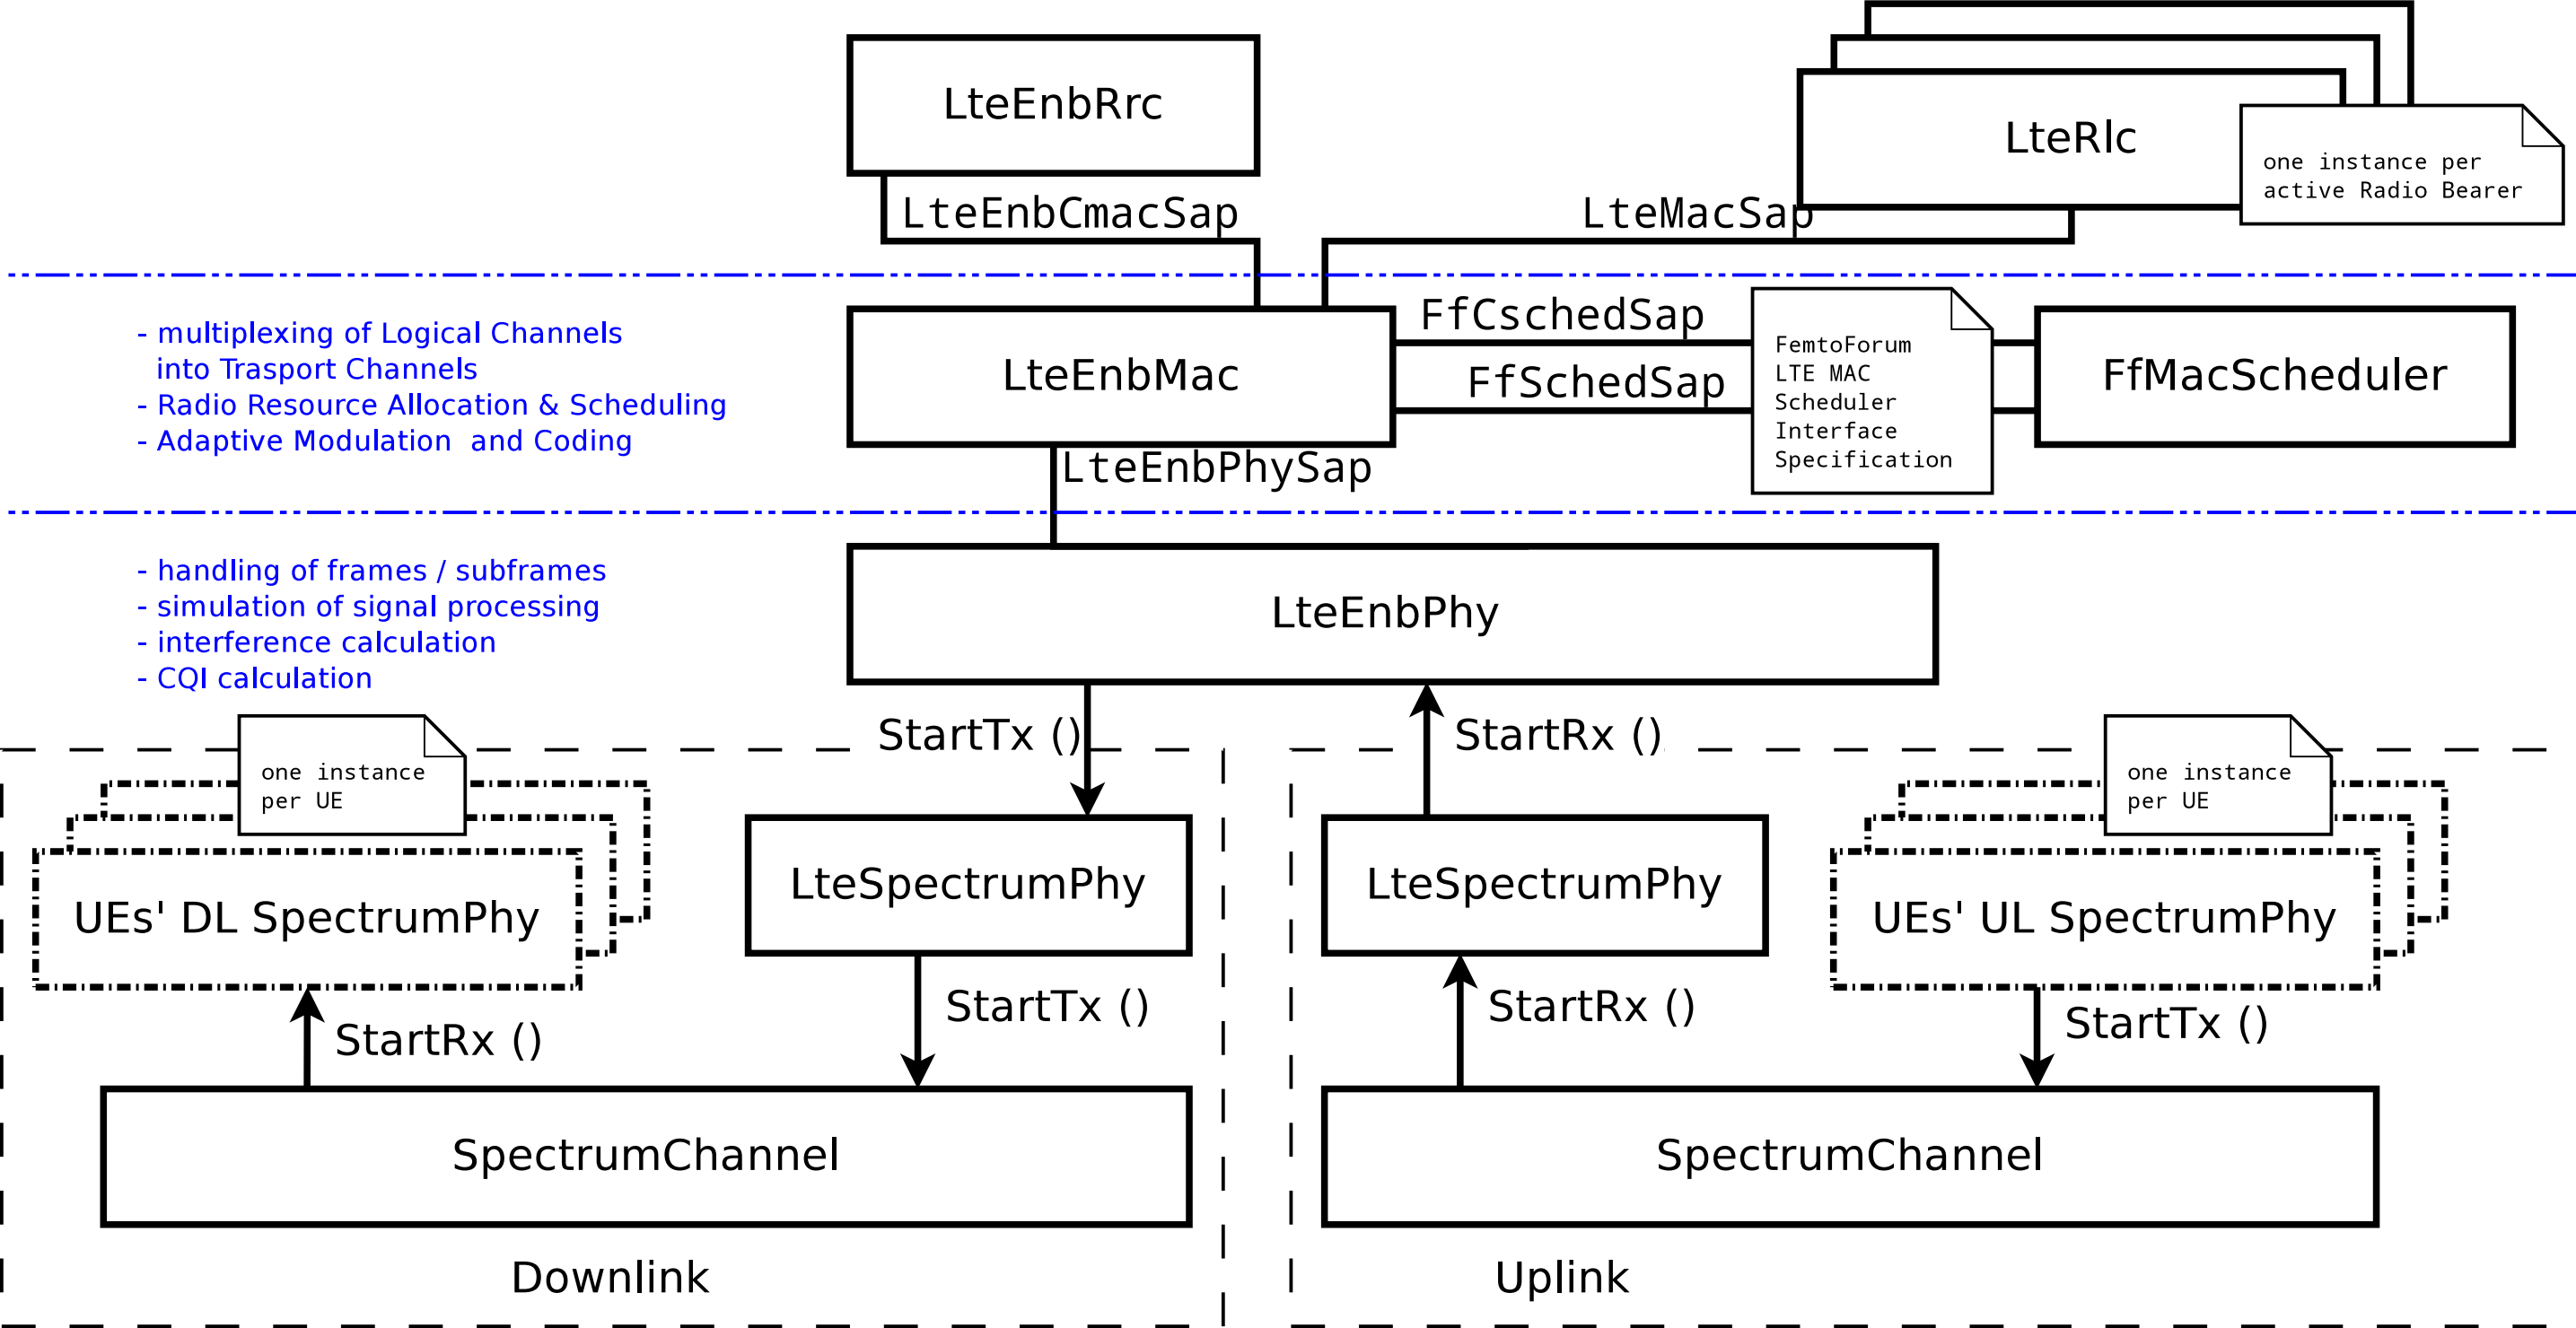 LteEnbRrc
LteRlc
one instance per
active Radio Bearer
LteEnbCmacSap
LteMacSap
- multiplexing of Logical Channels
into Trasport Channels
- Radio Resource Allocation & Scheduling
- Adaptive Modulation  and Coding
LteEnbMac
FfCschedSap
FfSchedSap
FemtoForum
LTE MAC
Scheduler
Interface
Specification
FfMacScheduler
LteEnbPhySap
- handling of frames / subframes
- simulation of signal processing
- interference calculation
- CQI calculation
LteEnbPhy
StartTx ()
StartRx ()
one instance
per UE
UEs' DL SpectrumPhy
LteSpectrumPhy
LteSpectrumPhy
one instance
per UE
UEs' UL SpectrumPhy
StartRx ()
StartTx ()
StartRx ()
StartTx ()
SpectrumChannel
SpectrumChannel
Downlink
Uplink